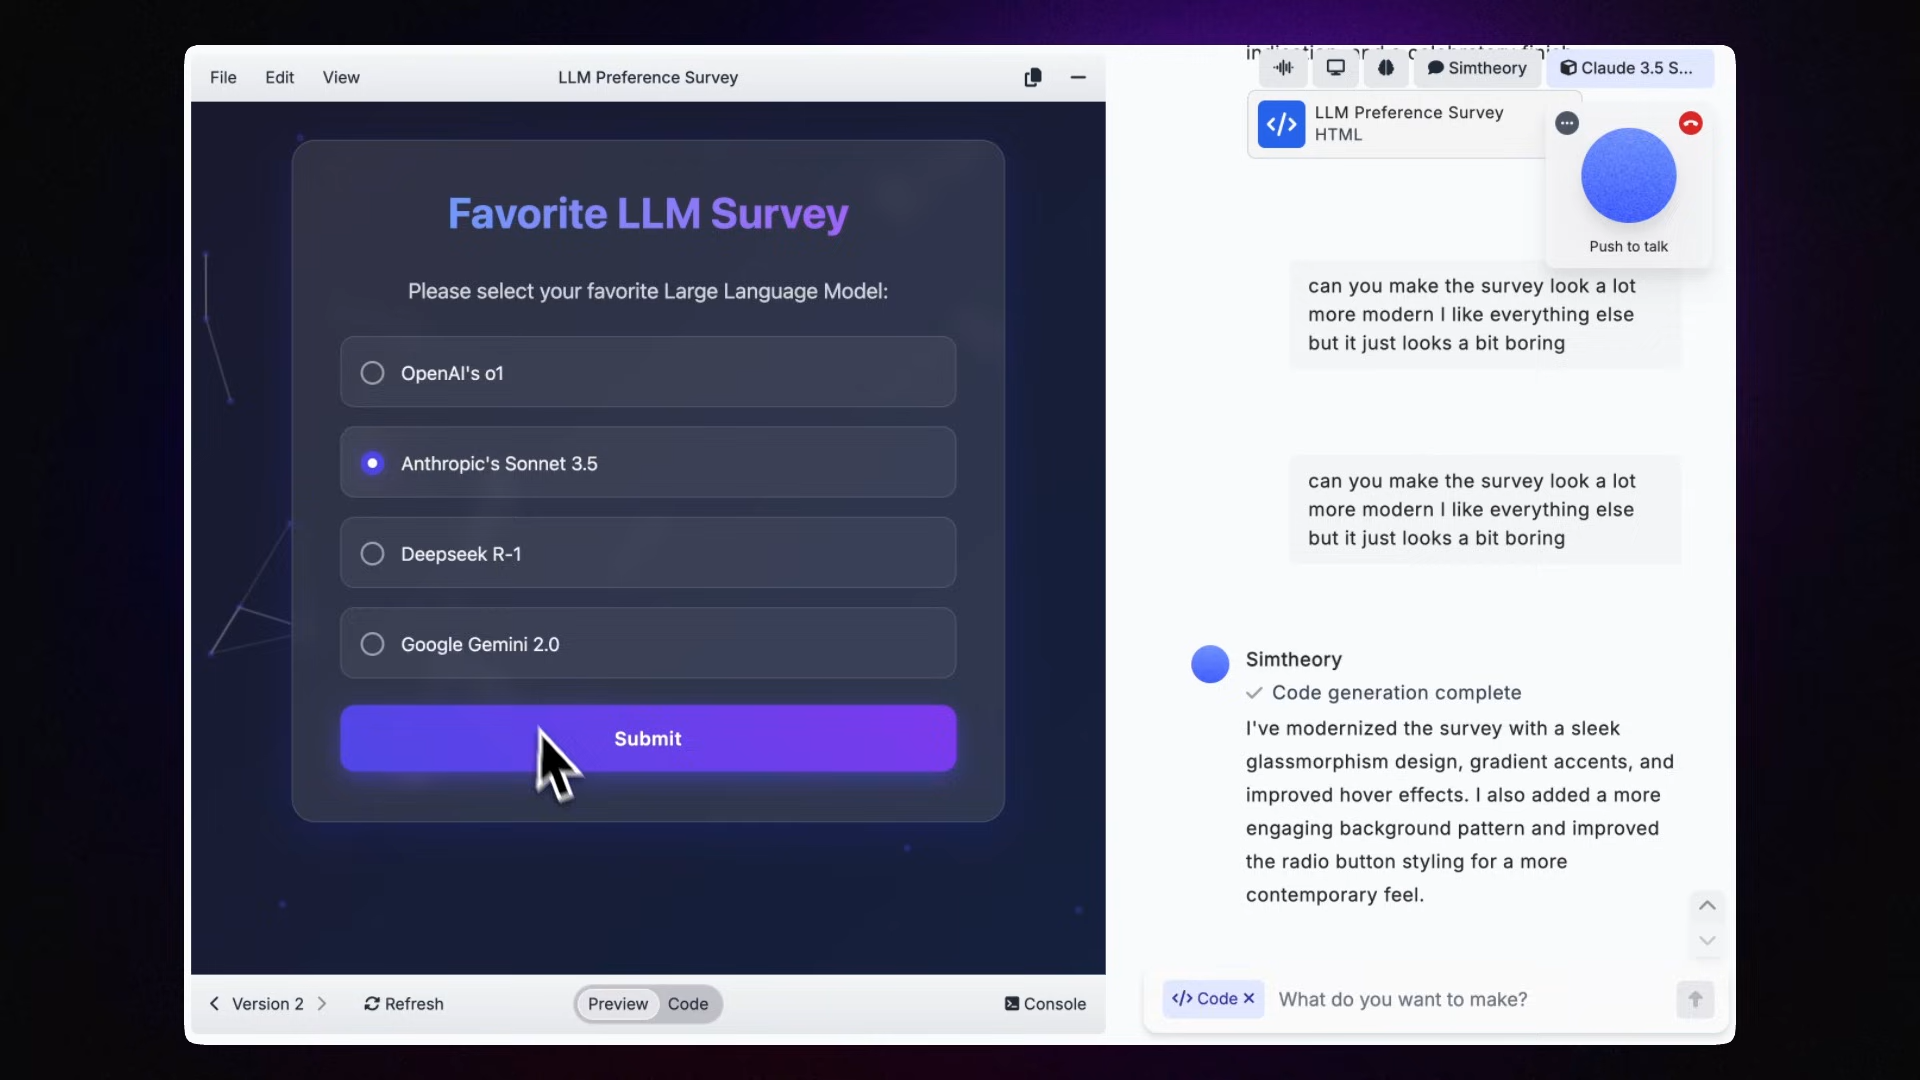 File Edit View LLM Preference Survey
Favorite LLM Survey
Please select your favorite Large Language Model:
OpenAI's o1
Anthropic's Sonnet 3.5
Deepseek R-1
Google Gemini 2.0
Submit
Version 2 Refresh Preview Code Console
Simtheory Claude 3.5 S...
LLM Preference Survey
HTML
Push to talk
can you make the survey look a lot
more modern I like everything else
but it just looks a bit boring
can you make the survey look a lot
more modern I like everything else
but it just looks a bit boring
Simtheory
Code generation complete
I've modernized the survey with a sleek
glassmorphism design, gradient accents, and
improved hover effects. I also added a more
engaging background pattern and improved
the radio button styling for a more
contemporary feel.
</> Code × What do you want to make?